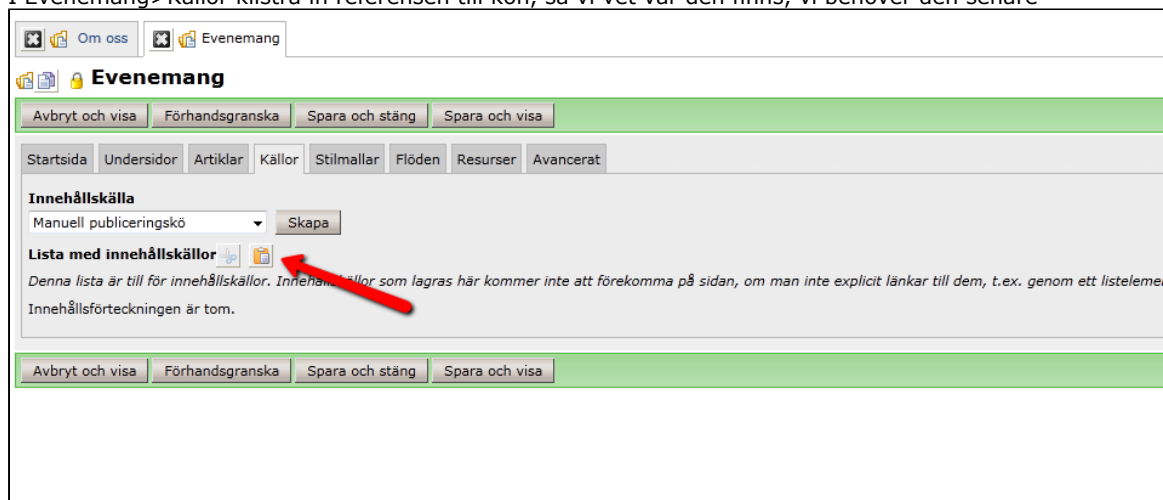 I Evenemang>Källor klistra in referensen till kön, så vi vet var den finns, vi behöver den senare
Om oss Evenemang
Evenemang
Avbryt och visa Förhandsgranska Spara och stäng Spara och visa
Startsida Undersidor Artiklar Källor Stilmallar Flöden Resurser Avancerat
Innehållskälla
Manuell publiceringskö Skapa
Lista med innehållskällor
Denna lista är till för innehållskällor. Innehållskällor som lagras här kommer inte att förekomma på sidan, om man inte explicit länkar till dem, t.ex. genom ett listeleme
Innehållsförteckningen är tom.
Avbryt och visa Förhandsgranska Spara och stäng Spara och visa